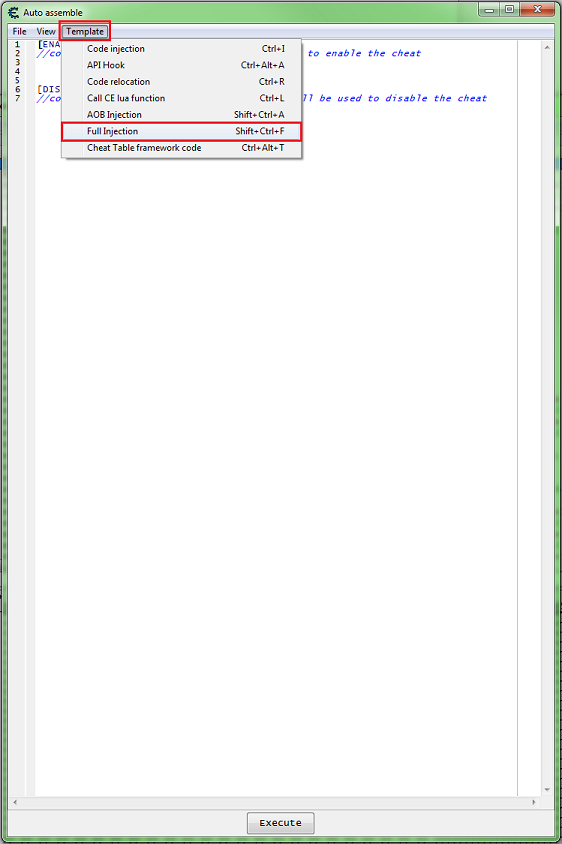 Auto assemble
File View Template
1 [ENA
2 //co to enable the cheat
3
4
5
6 [DIS
7 //co ll be used to disable the cheat
Code injection Ctrl+I
API Hook Ctrl+Alt+A
Code relocation Ctrl+R
Call CE lua function Ctrl+L
AOB Injection Shift+Ctrl+A
Full Injection Shift+Ctrl+F
Cheat Table framework code Ctrl+Alt+T
Execute